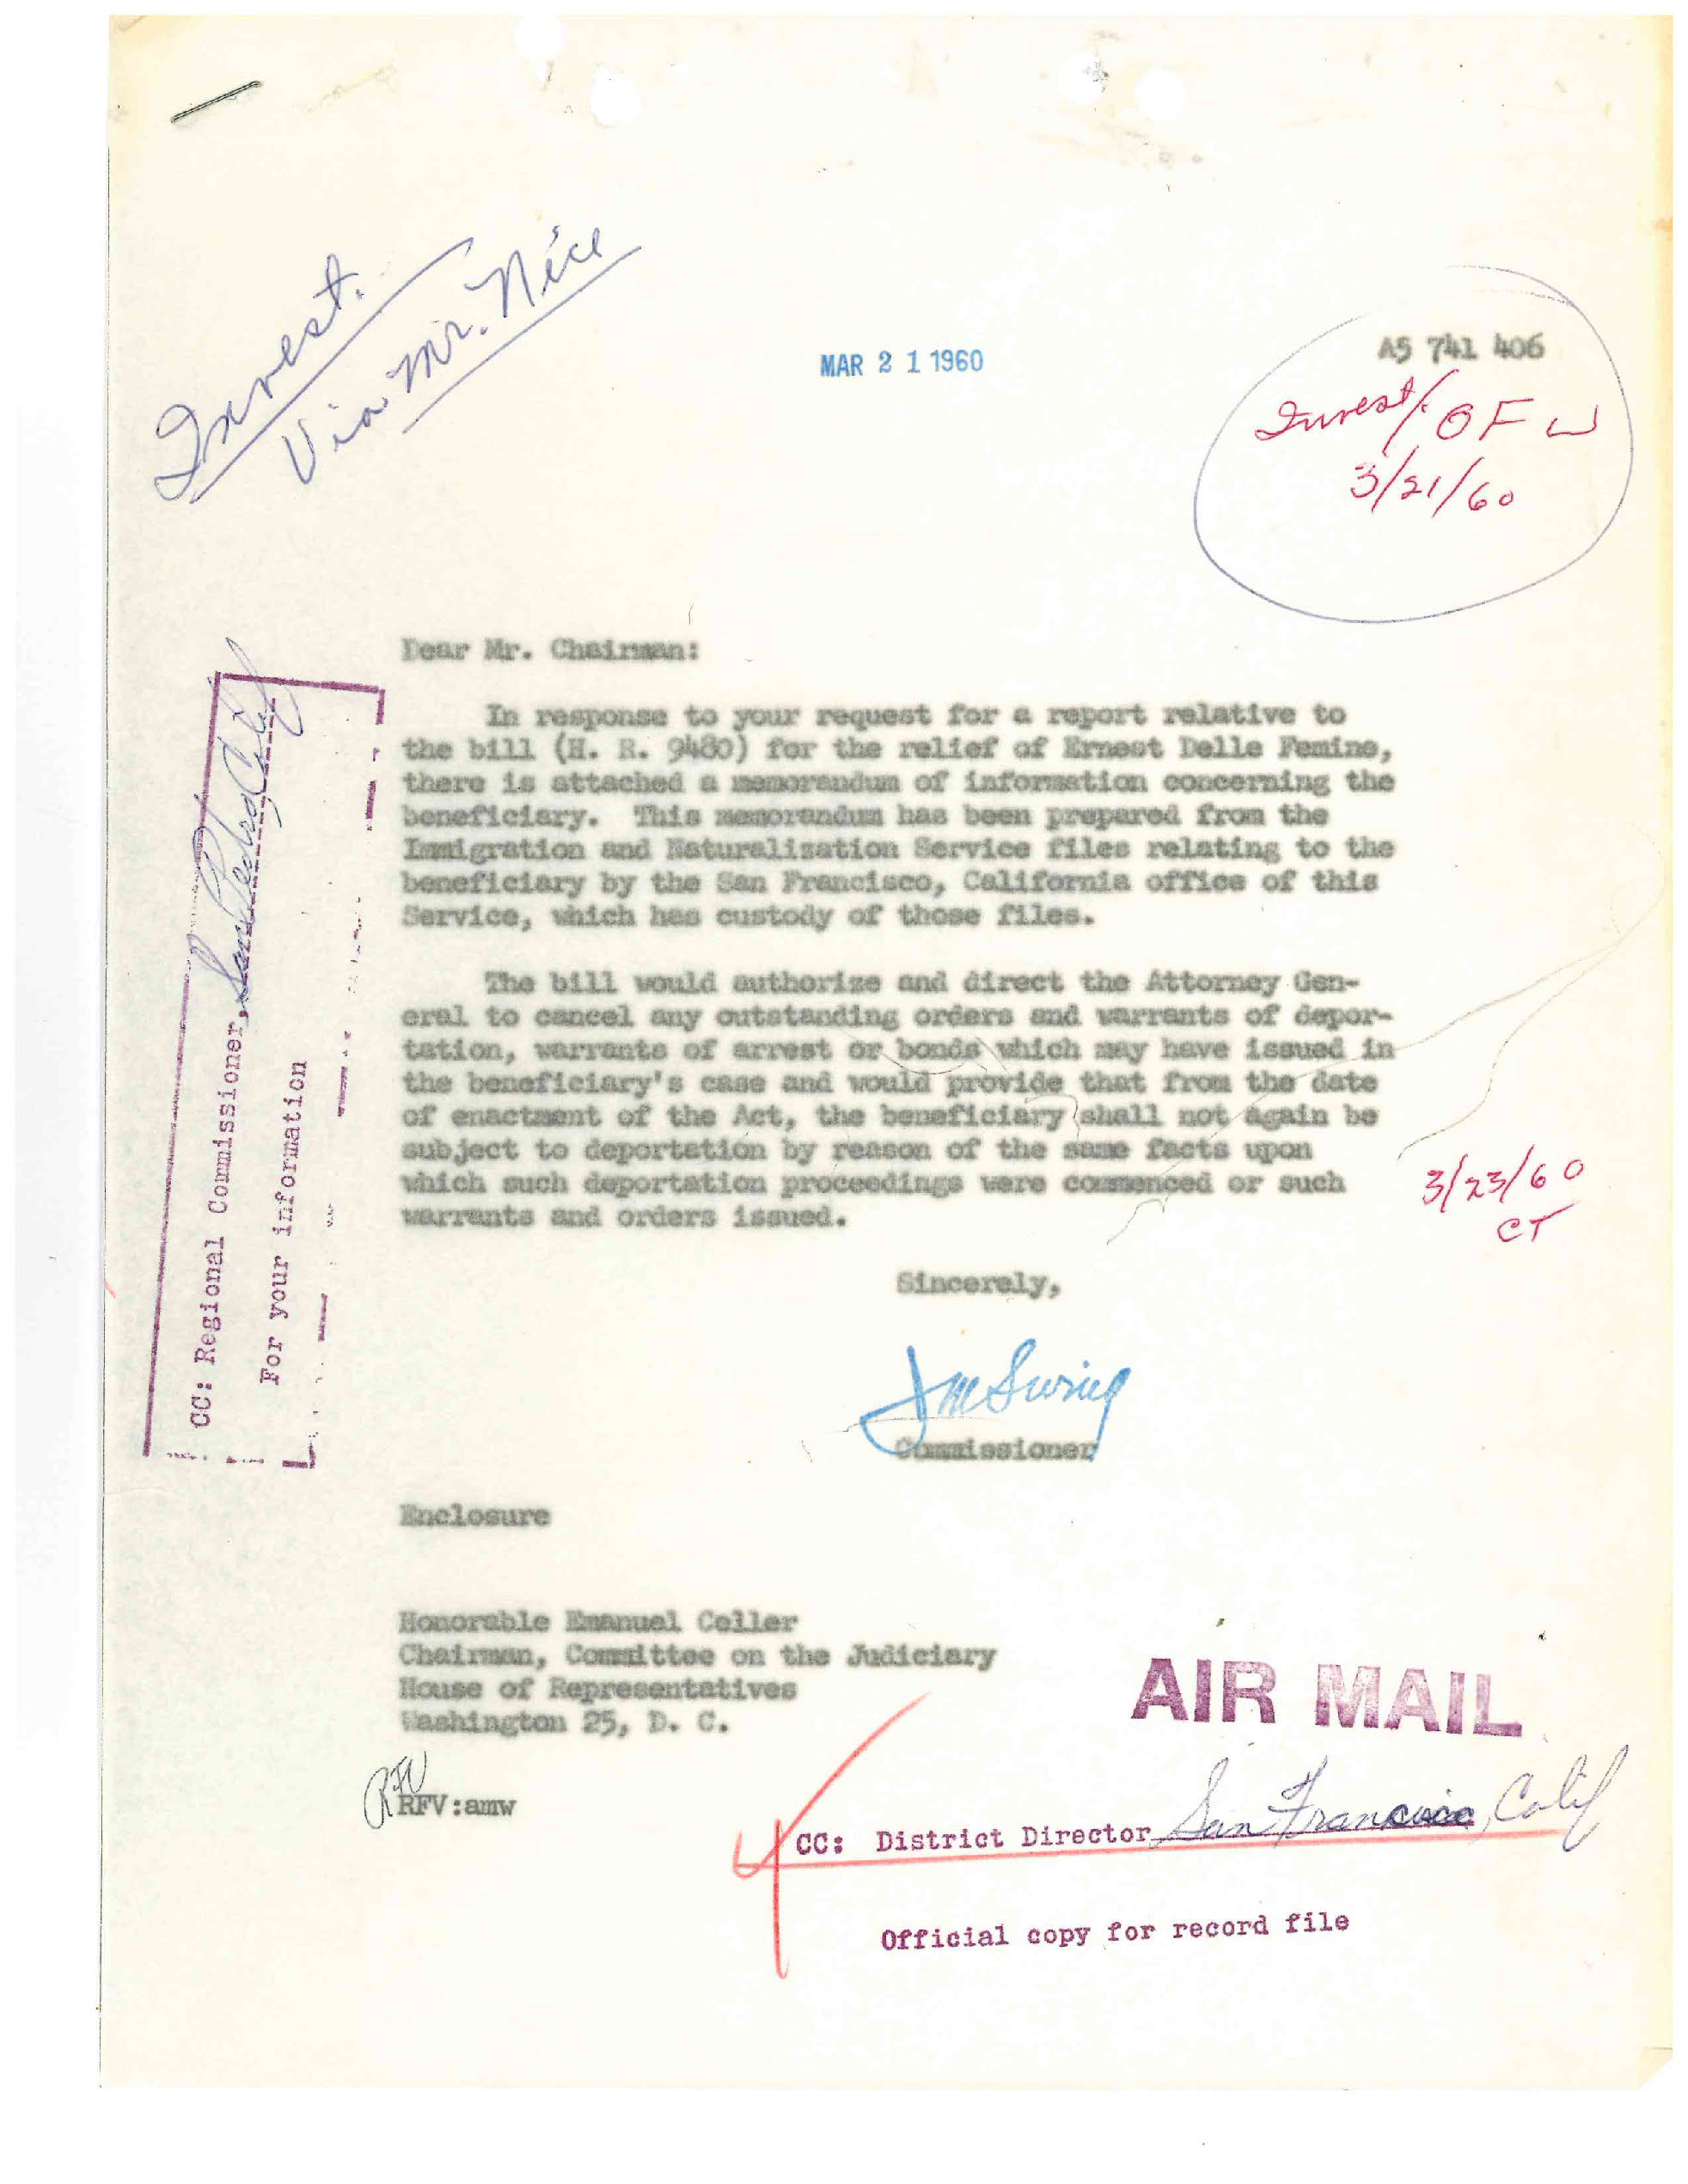 Invest.
Via Mr. Nice
MAR 2 1 1960
A5 741 406
Invest/. OFW
3/21/60
Dear Mr. Chairman:
In response to your request for a report relative to
the bill (H. R. 9480) for the relief of Ernest Delle Femine,
there is attached a memorandum of information concerning the
beneficiary. This memorandum has been prepared from the
Immigration and Naturalization Service files relating to the
beneficiary by the San Francisco, California office of this
Service, which has custody of those files.
The bill would authorize and direct the Attorney Gen-
eral to cancel any outstanding orders and warrants of depor-
tation, warrants of arrest or bonds which may have issued in
the beneficiary's case and would provide that from the date
of enactment of the Act, the beneficiary shall not again be
subject to deportation by reason of the same facts upon
which such deportation proceedings were commenced or such
warrants and orders issued.
3/23/60
CT
Sincerely,
JMSwing
Commissioner
CC: Regional Commissioner, San Pedro Calif
For your information
Enclosure
Honorable Emanuel Celler
Chairman, Committee on the Judiciary
House of Representatives
Washington 25, D. C.
AIR MAIL
RFV
RFV:amw
CC: District Director San Francisco, Calif
Official copy for record file